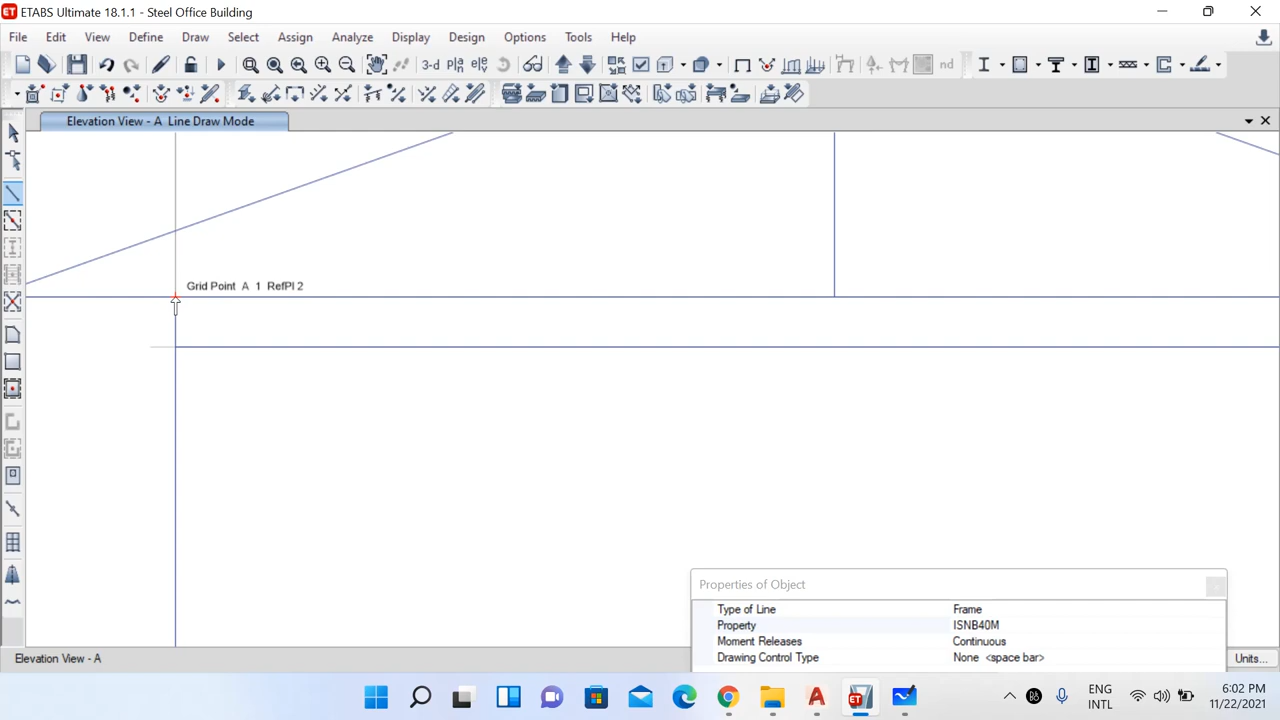 ET ETABS Ultimate 18.1.1 - Steel Office Building
File Edit View Define Draw Select Assign Analyze Display Design Options Tools Help
3-d Pla ele nd
Elevation View - A Line Draw Mode
Grid Point A 1 RefPl 2
Properties of Object
Type of Line Frame
Property ISNB40M
Moment Releases Continuous
Drawing Control Type None <space bar>
Elevation View - A Units...
ENG
INTL
6:02 PM
11/22/2021